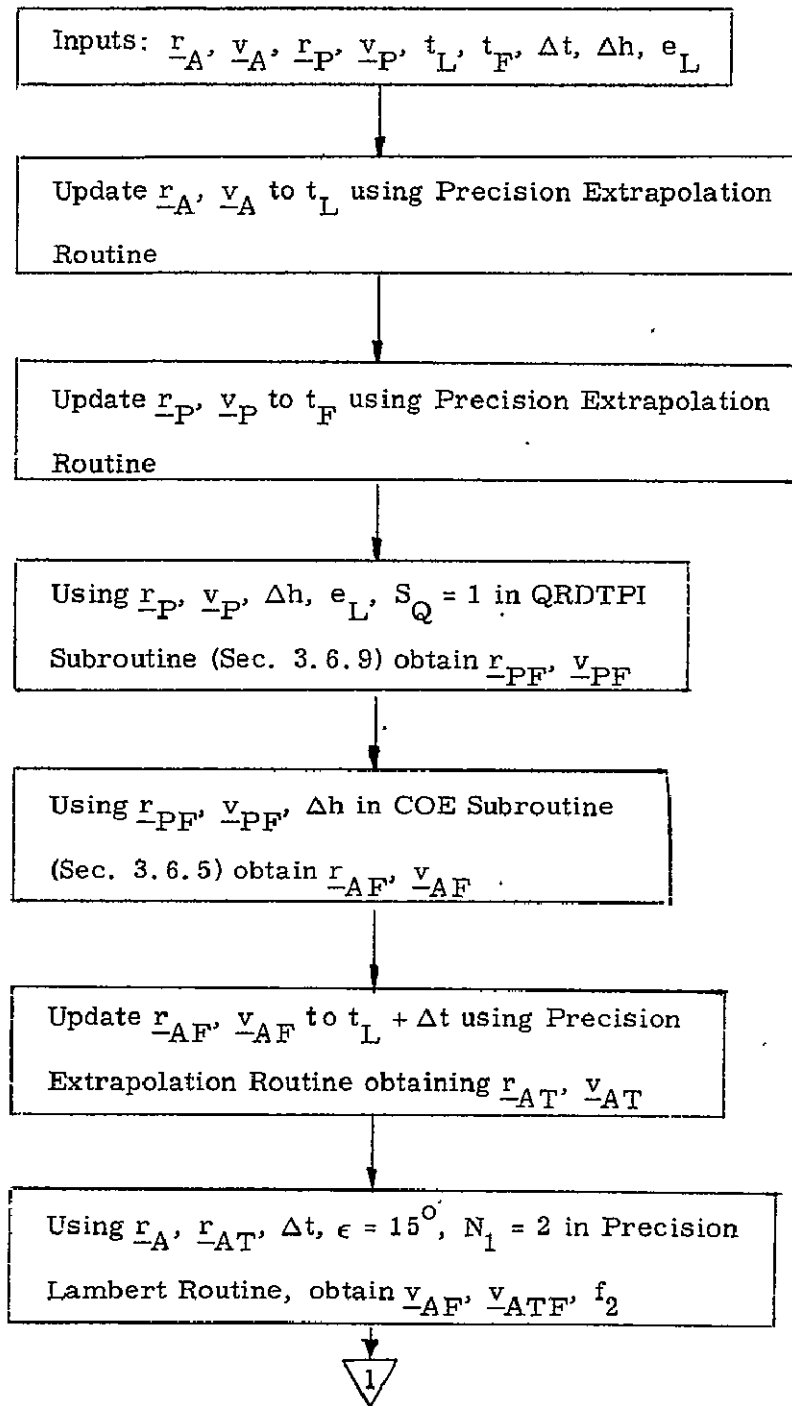 Inputs: r_A, v_A, r_P, v_P, t_L, t_F, Δt, Δh, e_L
Update r_A, v_A to t_L using Precision Extrapolation
Routine
Update r_P, v_P to t_F using Precision Extrapolation
Routine
Using r_P, v_P, Δh, e_L, S_Q = 1 in QRDTPI
Subroutine (Sec. 3.6.9) obtain r_PF, v_PF
Using r_PF, v_PF, Δh in COE Subroutine
(Sec. 3.6.5) obtain r_AF, v_AF
Update r_AF, v_AF to t_L + Δt using Precision
Extrapolation Routine obtaining r_AT, v_AT
Using r_A, r_AT, Δt, ϵ = 15°, N_1 = 2 in Precision
Lambert Routine, obtain v_AF, v_ATF, f_2
1